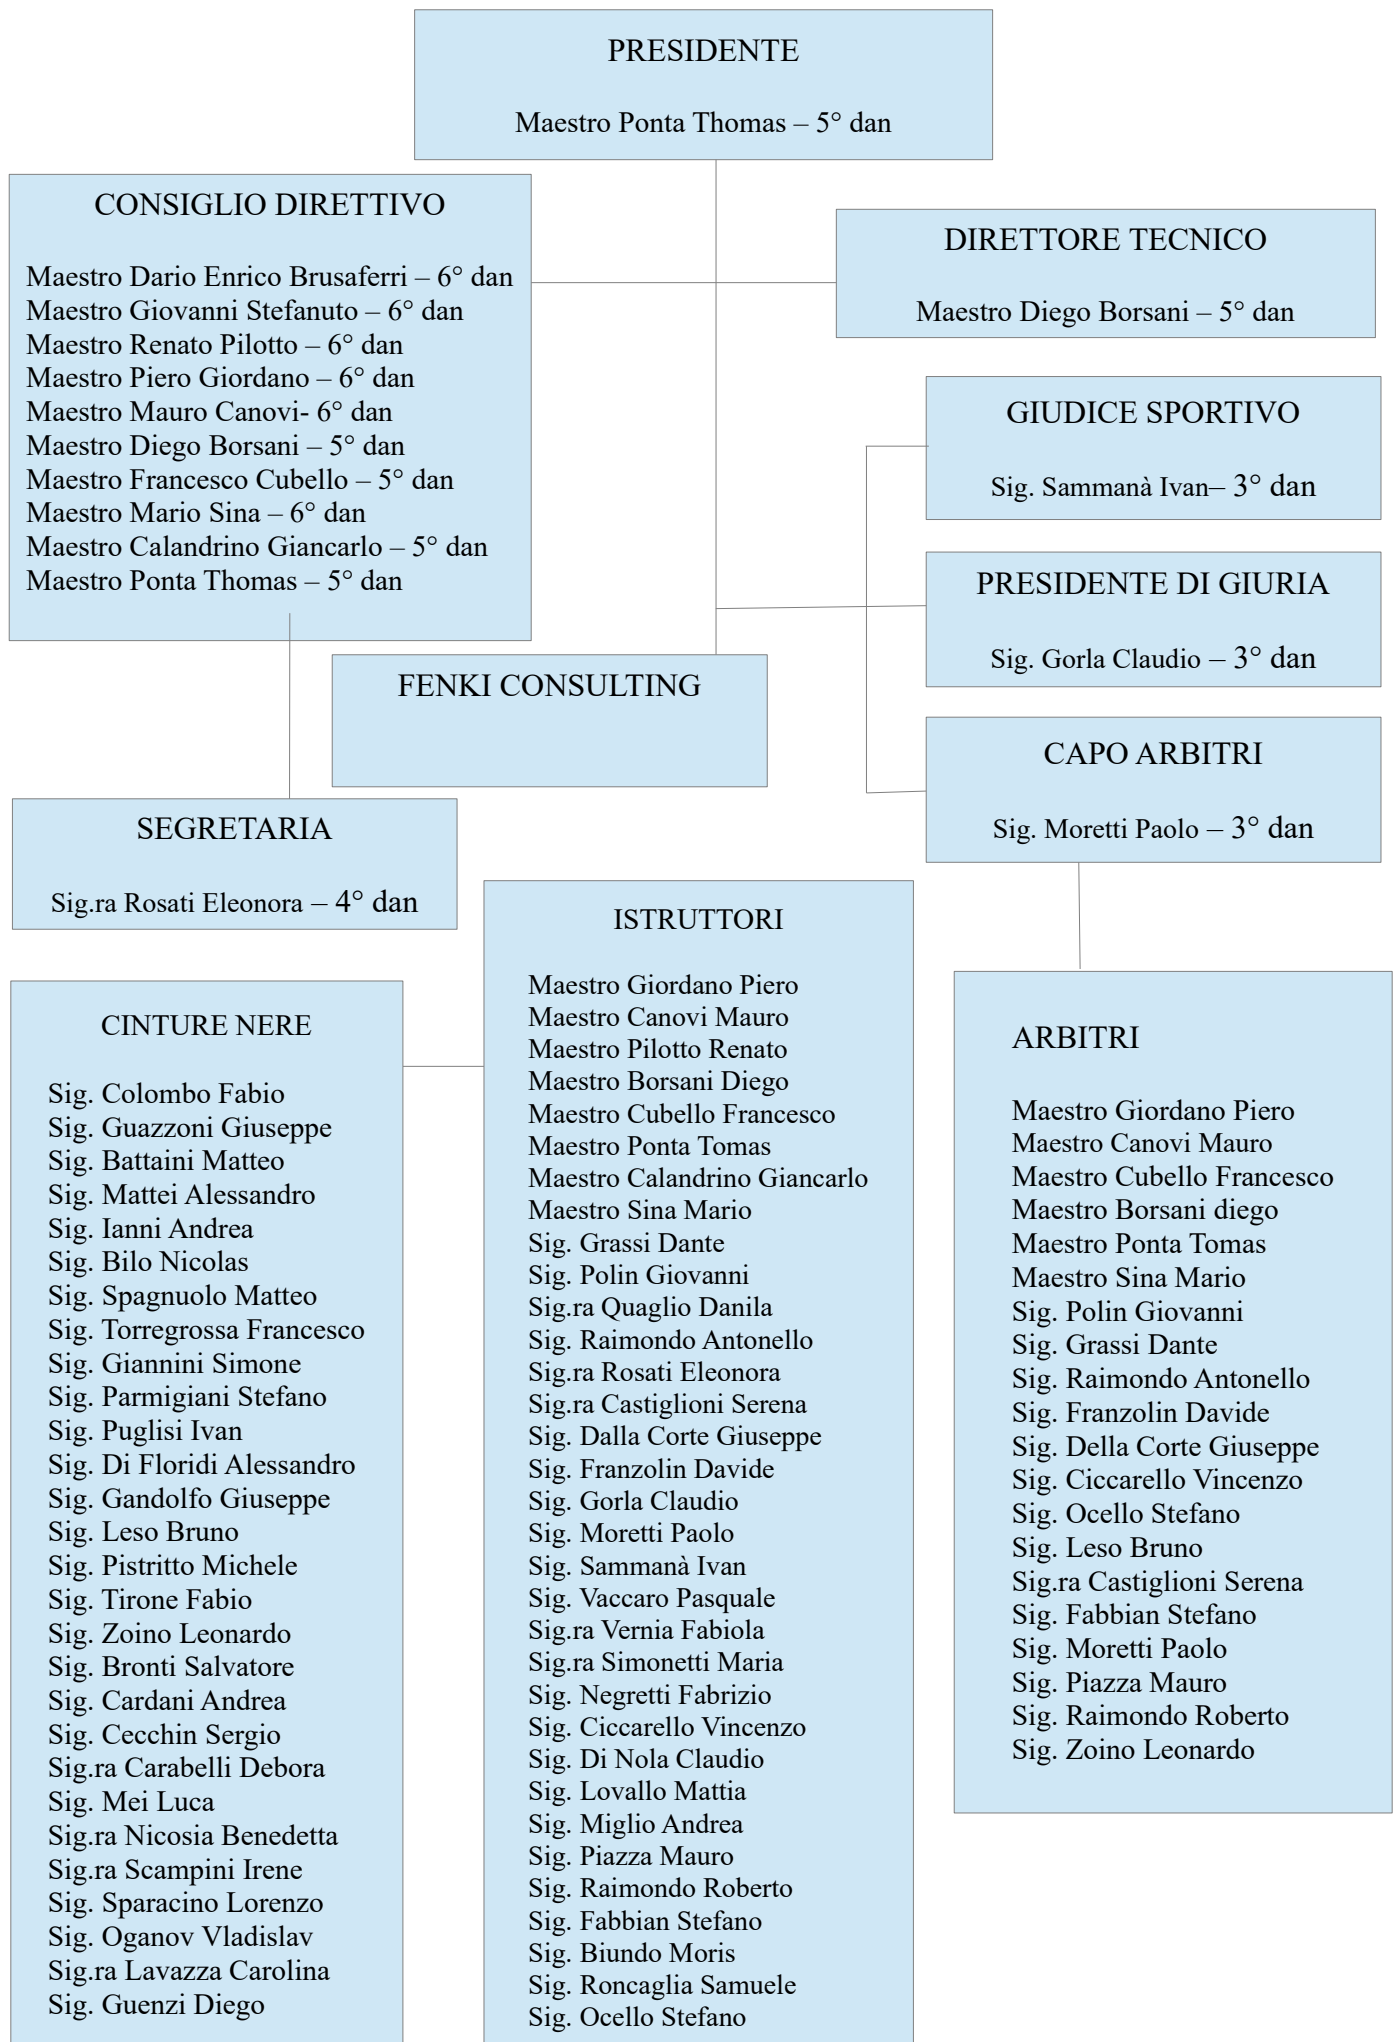 PRESIDENTE
Maestro Ponta Thomas – 5° dan
CONSIGLIO DIRETTIVO
Maestro Dario Enrico Brusaferri – 6° dan
Maestro Giovanni Stefanuto – 6° dan
Maestro Renato Pilotto – 6° dan
Maestro Piero Giordano – 6° dan
Maestro Mauro Canovi- 6° dan
Maestro Diego Borsani – 5° dan
Maestro Francesco Cubello – 5° dan
Maestro Mario Sina – 6° dan
Maestro Calandrino Giancarlo – 5° dan
Maestro Ponta Thomas – 5° dan
DIRETTORE TECNICO
Maestro Diego Borsani – 5° dan
GIUDICE SPORTIVO
Sig. Sammanà Ivan– 3° dan
PRESIDENTE DI GIURIA
Sig. Gorla Claudio – 3° dan
FENKI CONSULTING
CAPO ARBITRI
Sig. Moretti Paolo – 3° dan
SEGRETARIA
Sig.ra Rosati Eleonora – 4° dan
CINTURE NERE
Sig. Colombo Fabio
Sig. Guazzoni Giuseppe
Sig. Battaini Matteo
Sig. Mattei Alessandro
Sig. Ianni Andrea
Sig. Bilo Nicolas
Sig. Spagnuolo Matteo
Sig. Torregrossa Francesco
Sig. Giannini Simone
Sig. Parmigiani Stefano
Sig. Puglisi Ivan
Sig. Di Floridi Alessandro
Sig. Gandolfo Giuseppe
Sig. Leso Bruno
Sig. Pistritto Michele
Sig. Tirone Fabio
Sig. Zoino Leonardo
Sig. Bronti Salvatore
Sig. Cardani Andrea
Sig. Cecchin Sergio
Sig.ra Carabelli Debora
Sig. Mei Luca
Sig.ra Nicosia Benedetta
Sig.ra Scampini Irene
Sig. Sparacino Lorenzo
Sig. Oganov Vladislav
Sig.ra Lavazza Carolina
Sig. Guenzi Diego
ISTRUTTORI
Maestro Giordano Piero
Maestro Canovi Mauro
Maestro Pilotto Renato
Maestro Borsani Diego
Maestro Cubello Francesco
Maestro Ponta Tomas
Maestro Calandrino Giancarlo
Maestro Sina Mario
Sig. Grassi Dante
Sig. Polin Giovanni
Sig.ra Quaglio Danila
Sig. Raimondo Antonello
Sig.ra Rosati Eleonora
Sig.ra Castiglioni Serena
Sig. Dalla Corte Giuseppe
Sig. Franzolin Davide
Sig. Gorla Claudio
Sig. Moretti Paolo
Sig. Sammanà Ivan
Sig. Vaccaro Pasquale
Sig.ra Vernia Fabiola
Sig.ra Simonetti Maria
Sig. Negretti Fabrizio
Sig. Ciccarello Vincenzo
Sig. Di Nola Claudio
Sig. Lovallo Mattia
Sig. Miglio Andrea
Sig. Piazza Mauro
Sig. Raimondo Roberto
Sig. Fabbian Stefano
Sig. Biundo Moris
Sig. Roncaglia Samuele
Sig. Ocello Stefano
ARBITRI
Maestro Giordano Piero
Maestro Canovi Mauro
Maestro Cubello Francesco
Maestro Borsani diego
Maestro Ponta Tomas
Maestro Sina Mario
Sig. Polin Giovanni
Sig. Grassi Dante
Sig. Raimondo Antonello
Sig. Franzolin Davide
Sig. Della Corte Giuseppe
Sig. Ciccarello Vincenzo
Sig. Ocello Stefano
Sig. Leso Bruno
Sig.ra Castiglioni Serena
Sig. Fabbian Stefano
Sig. Moretti Paolo
Sig. Piazza Mauro
Sig. Raimondo Roberto
Sig. Zoino Leonardo